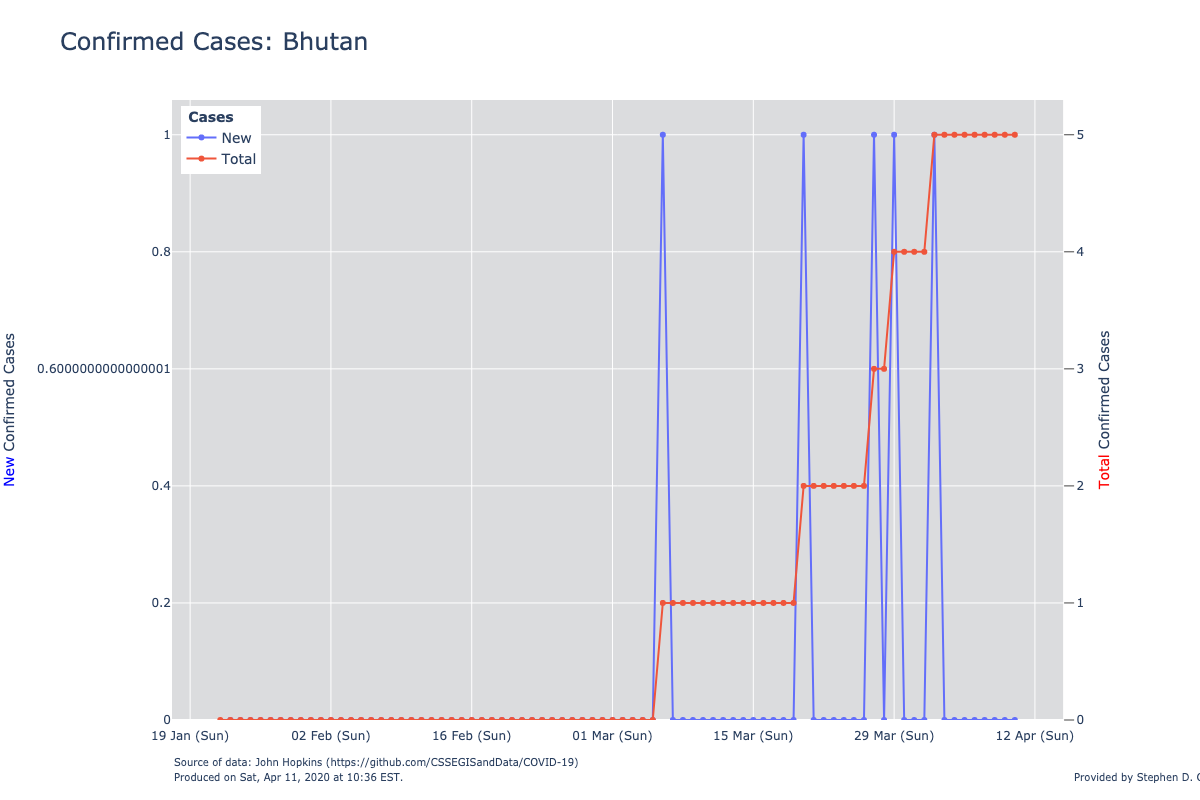 Confirmed Cases: Bhutan
Cases
New
Total
1
0.8
0.6000000000000001
0.4
0.2
0
New Confirmed Cases
5
4
3
2
1
0
Total Confirmed Cases
19 Jan (Sun) 02 Feb (Sun) 16 Feb (Sun) 01 Mar (Sun) 15 Mar (Sun) 29 Mar (Sun) 12 Apr (Sun)
Source of data: John Hopkins (https://github.com/CSSEGISandData/COVID-19)
Produced on Sat, Apr 11, 2020 at 10:36 EST.
Provided by Stephen D.